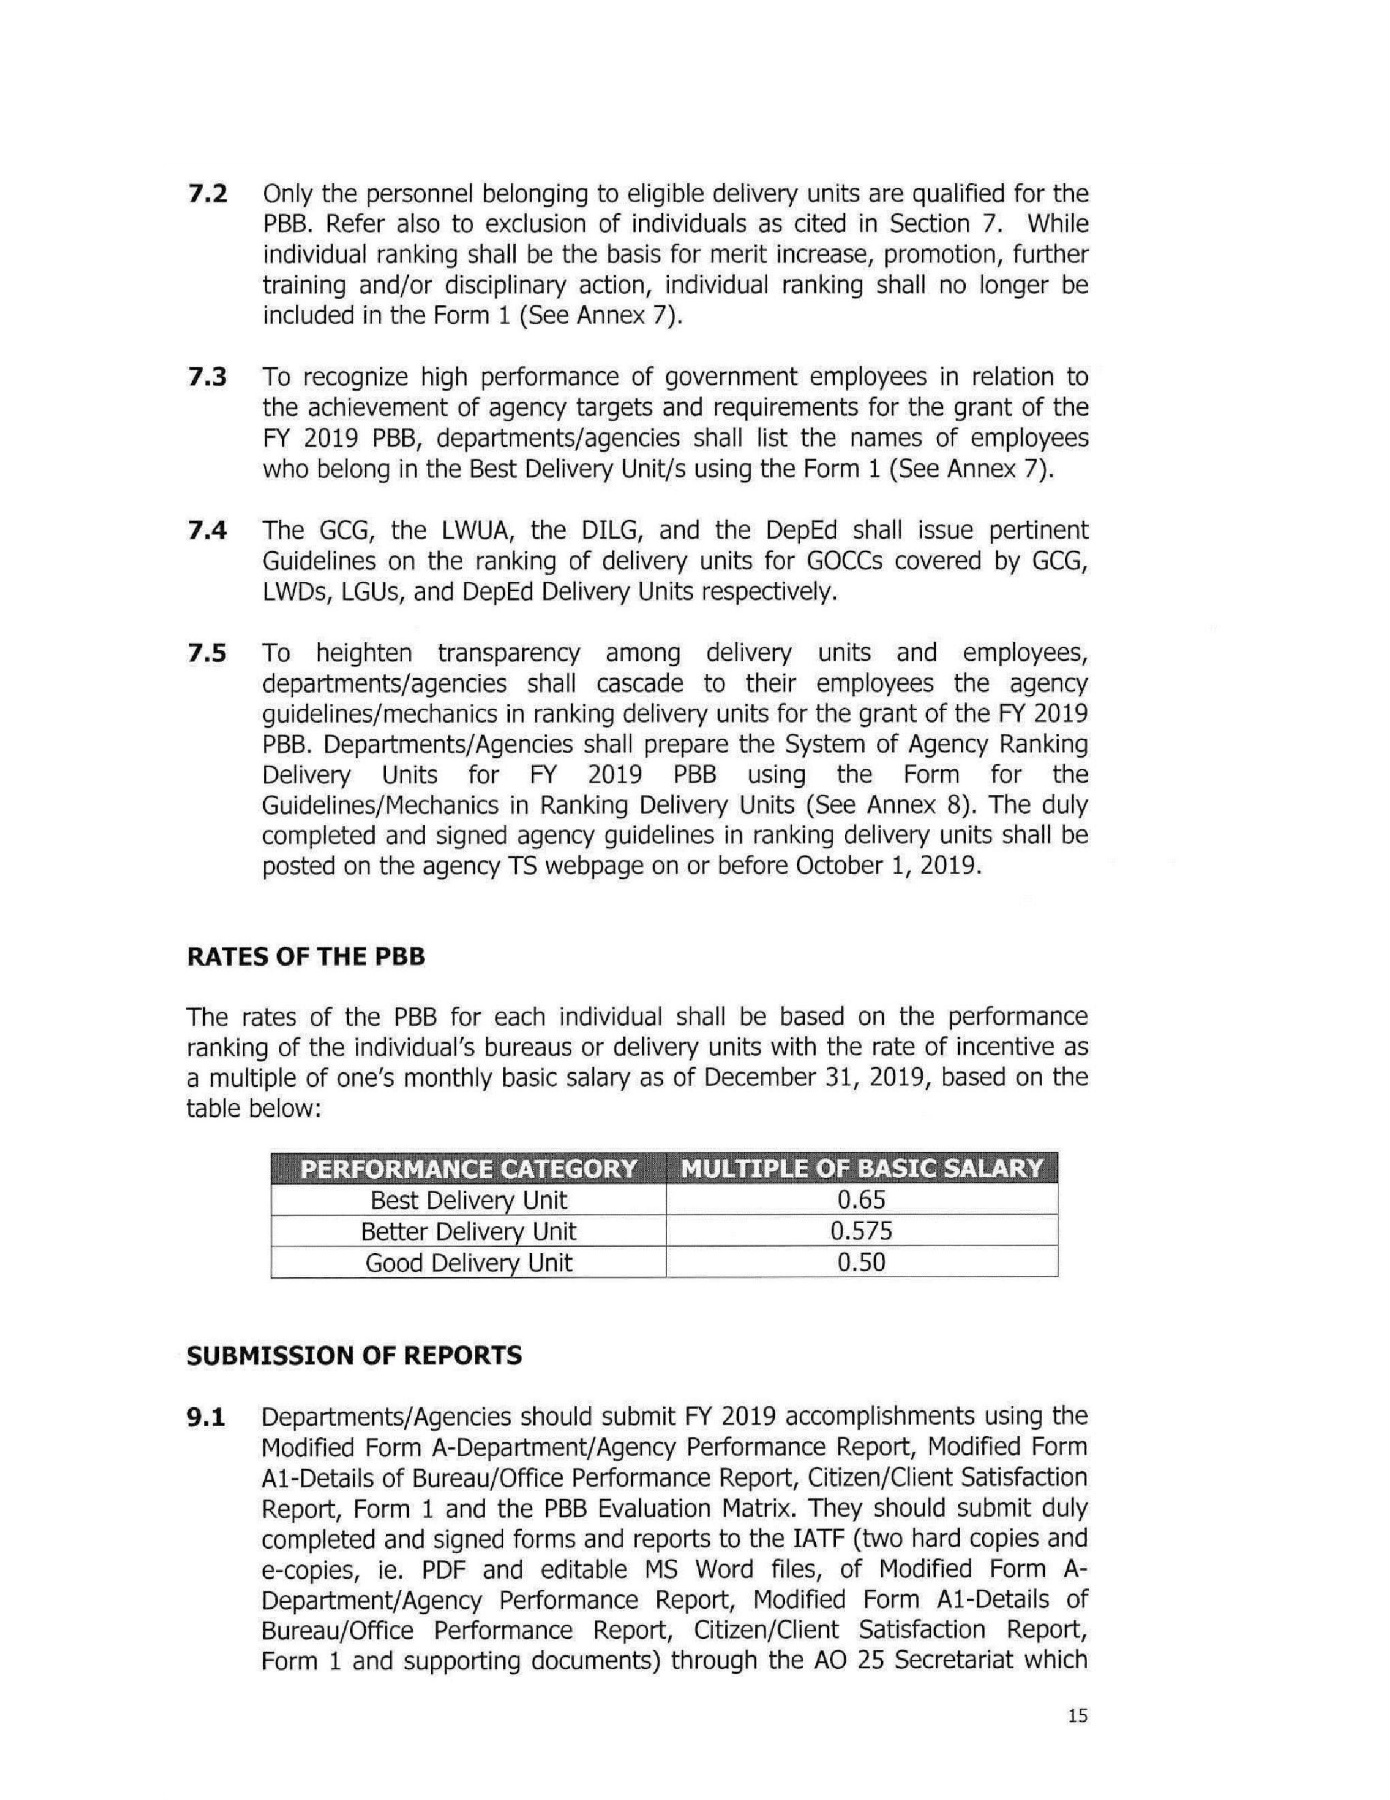 7.2 Only the personnel belonging to eligible delivery units are qualified for the
PBB. Refer also to exclusion of individuals as cited in Section 7. While
individual ranking shall be the basis for merit increase, promotion, further
training and/or disciplinary action, individual ranking shall no longer be
included in the Form 1 (See Annex 7).
7.3 To recognize high performance of government employees in relation to
the achievement of agency targets and requirements for the grant of the
FY 2019 PBB, departments/agencies shall list the names of employees
who belong in the Best Delivery Unit/s using the Form 1 (See Annex 7).
7.4 The GCG, the LWUA, the DILG, and the DepEd shall issue pertinent
Guidelines on the ranking of delivery units for GOCCs covered by GCG,
LWDs, LGUs, and DepEd Delivery Units respectively.
7.5 To heighten transparency among delivery units and employees,
departments/agencies shall cascade to their employees the agency
guidelines/mechanics in ranking delivery units for the grant of the FY 2019
PBB. Departments/Agencies shall prepare the System of Agency Ranking
Delivery Units for FY 2019 PBB using the Form for the
Guidelines/Mechanics in Ranking Delivery Units (See Annex 8). The duly
completed and signed agency guidelines in ranking delivery units shall be
posted on the agency TS webpage on or before October 1, 2019.
RATES OF THE PBB
The rates of the PBB for each individual shall be based on the performance
ranking of the individual's bureaus or delivery units with the rate of incentive as
a multiple of one's monthly basic salary as of December 31, 2019, based on the
table below:
PERFORMANCE CATEGORY MULTIPLE OF BASIC SALARY
Best Delivery Unit 0.65
Better Delivery Unit 0.575
Good Delivery Unit 0.50
SUBMISSION OF REPORTS
9.1 Departments/Agencies should submit FY 2019 accomplishments using the
Modified Form A-Department/Agency Performance Report, Modified Form
A1-Details of Bureau/Office Performance Report, Citizen/Client Satisfaction
Report, Form 1 and the PBB Evaluation Matrix. They should submit duly
completed and signed forms and reports to the IATF (two hard copies and
e-copies, ie. PDF and editable MS Word files, of Modified Form A-
Department/Agency Performance Report, Modified Form A1-Details of
Bureau/Office Performance Report, Citizen/Client Satisfaction Report,
Form 1 and supporting documents) through the AO 25 Secretariat which
15